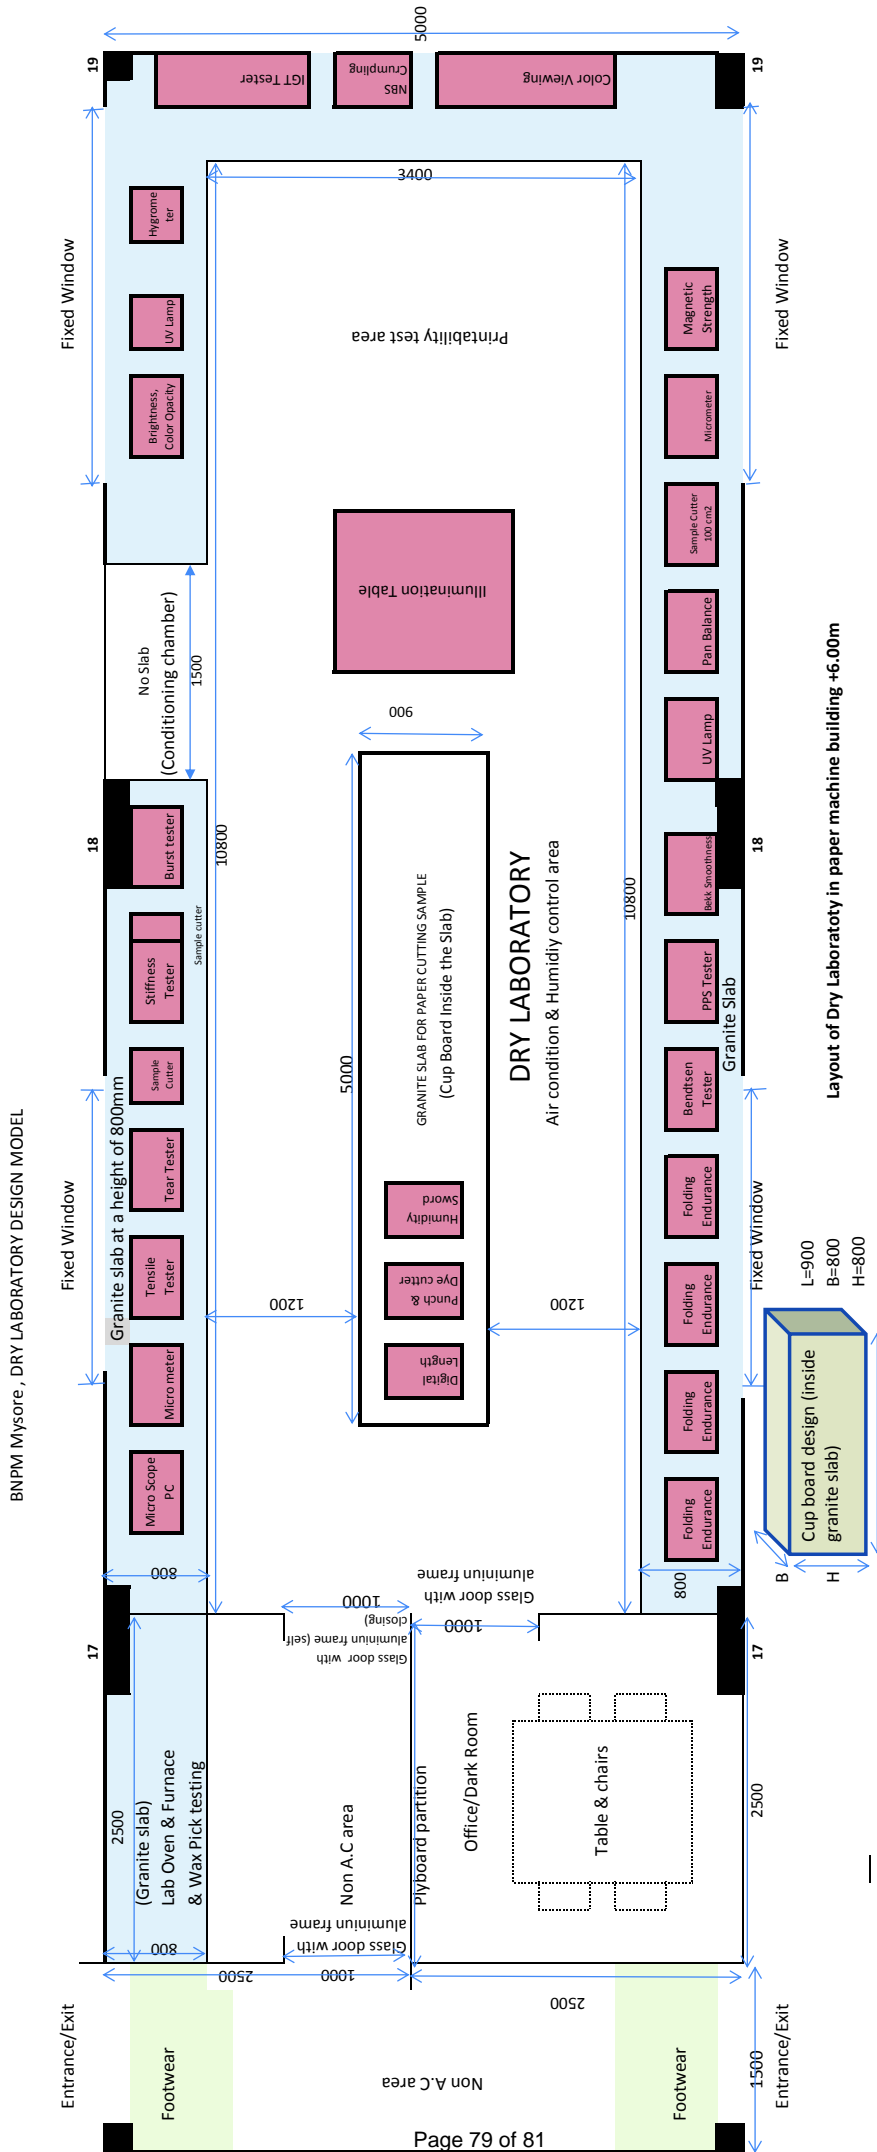 BNPM Mysore , DRY LABORATORY DESIGN MODEL
Entrance/Exit
Footwear
Non A.C area
Footwear
Entrance/Exit
1500
2500
2500
800
1000
Glass door with
aluminiun frame
2500
(Granite slab)
Lab Oven & Furnace
& Wax Pick testing
Non A.C area
Plyboard partition
Office/Dark Room
Table & chairs
2500
17
17
Glass door with
aluminiun frame (self
closing)
1000
1000
Glass door with
aluminiun frame
800
800
Fixed Window
Granite slab at a height of 800mm
Micro Scope
PC
Micro meter
Tensile
Tester
Tear Tester
Sample
Cutter
Stiffness
Tester
Sample cutter
Burst tester
18
No Slab
(Conditioning chamber)
1500
10800
Fixed Window
Brightness,
Color Opacity
UV Lamp
Hygrome
ter
19
5000
IGT Tester
NBS
Crumpling
Color Viewing
19
3400
Printability test area
Illumination Table
900
5000
GRANITE SLAB FOR PAPER CUTTING SAMPLE
(Cup Board Inside the Slab)
Digital
Length
Punch &
Dye cutter
Humidity
Sword
1200
1200
DRY LABORATORY
Air condition & Humidiy control area
10800
Folding
Endurance
Folding
Endurance
Folding
Endurance
Folding
Endurance
Bendtsen
Tester
PPS Tester
Bekk Smoothness
UV Lamp
Pan Balance
Sample Cutter
100 cm2
Micrometer
Magnetic
Strength
Granite Slab
18
Fixed Window
Fixed Window
Cup board design (inside
granite slab)
B
H
L=900
B=800
H=800
Layout of Dry Laboratoty in paper machine building +6.00m
Page 79 of 81